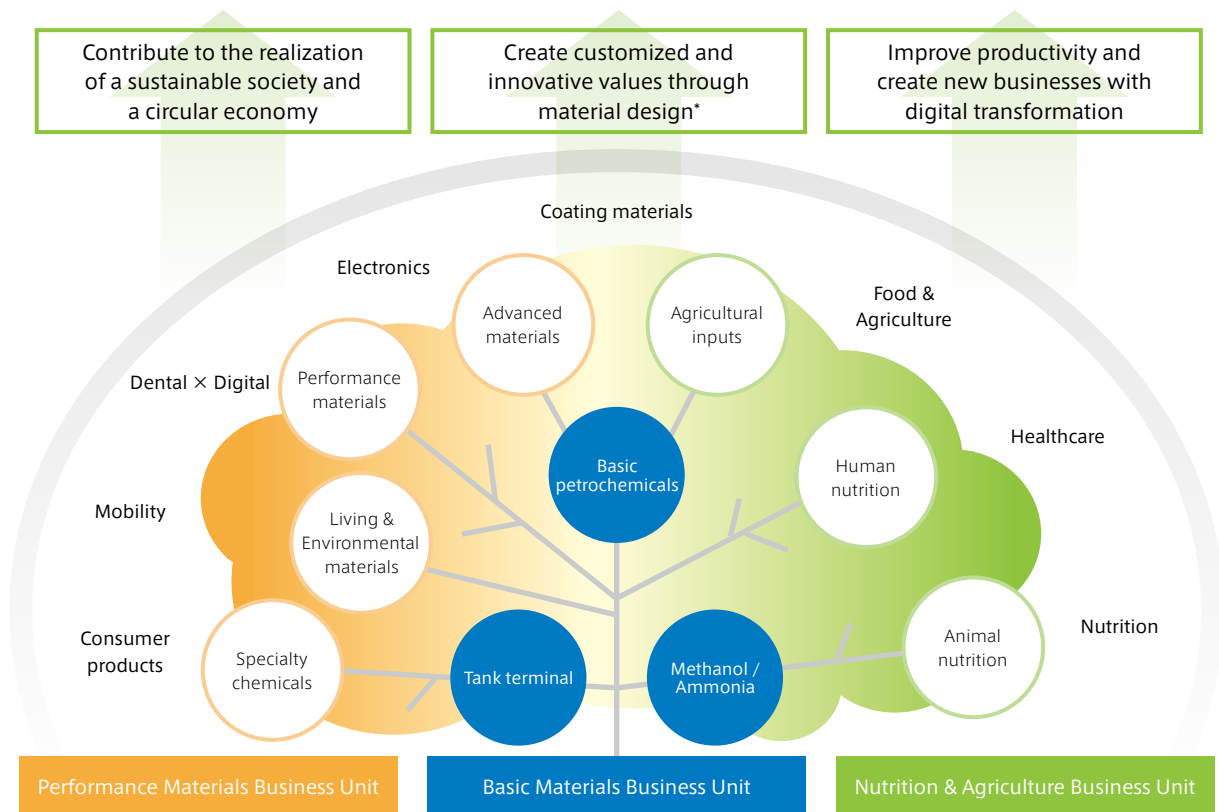 Contribute to the realization
of a sustainable society and
a circular economy
Create customized and
innovative values through
material design*
Improve productivity and
create new businesses with
digital transformation
Coating materials
Electronics
Food &
Agriculture
Advanced
materials
Agricultural
inputs
Dental × Digital
Performance
materials
Healthcare
Basic
petrochemicals
Human
nutrition
Mobility
Living &
Environmental
materials
Consumer
products
Nutrition
Specialty
chemicals
Tank terminal
Methanol /
Ammonia
Animal
nutrition
Performance Materials Business Unit
Basic Materials Business Unit
Nutrition & Agriculture Business Unit